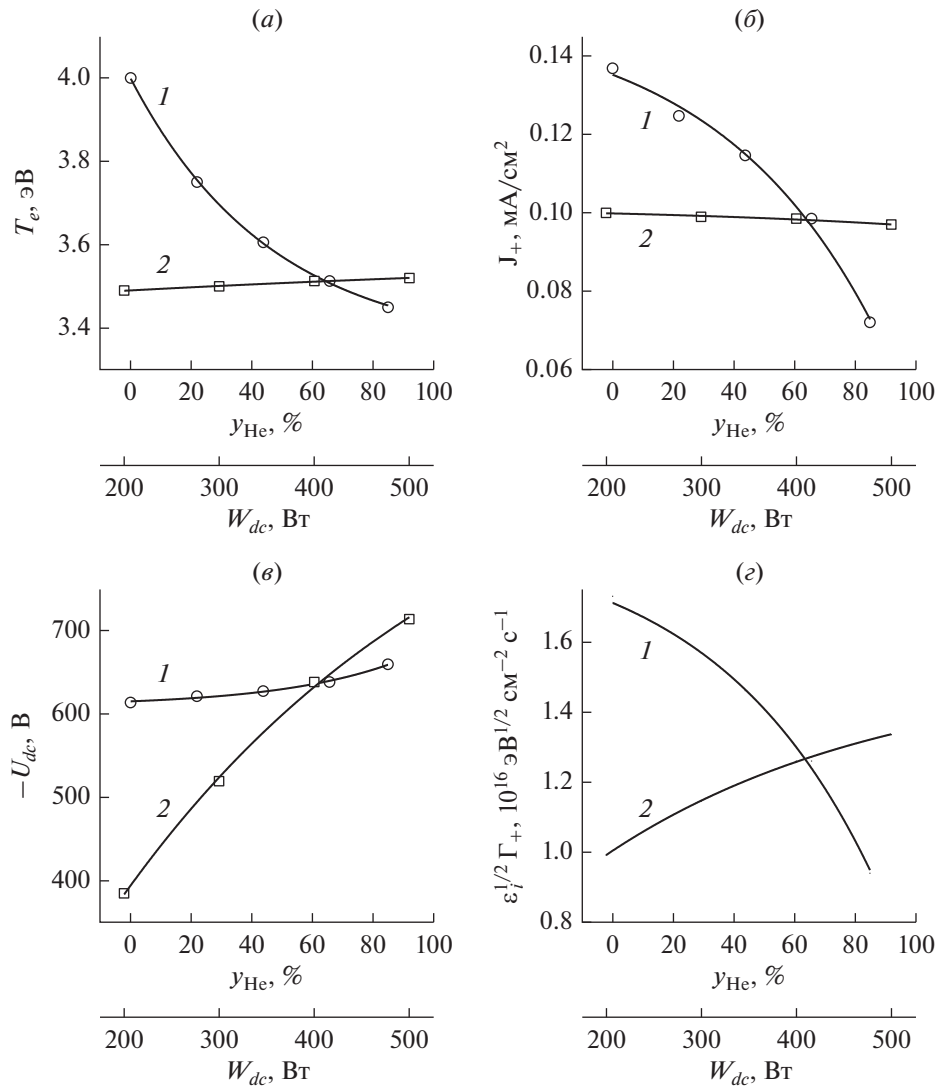 (а)
4.0
3.8
3.6
3.4
T_e, эВ
1
2
0 20 40 60 80 100
y_He, %
200 300 400 500
W_dc, Вт
(б)
0.14
0.12
0.10
0.08
0.06
J_+, мА/см²
1
2
0 20 40 60 80 100
y_He, %
200 300 400 500
W_dc, Вт
(в)
700
600
500
400
−U_dc, В
1
2
0 20 40 60 80 100
y_He, %
200 300 400 500
W_dc, Вт
(г)
1.6
1.4
1.2
1.0
0.8
ε_i^1/2 Γ_+, 10^16 эВ^1/2 см^−2 с^−1
1
2
0 20 40 60 80 100
y_He, %
200 300 400 500
W_dc, Вт